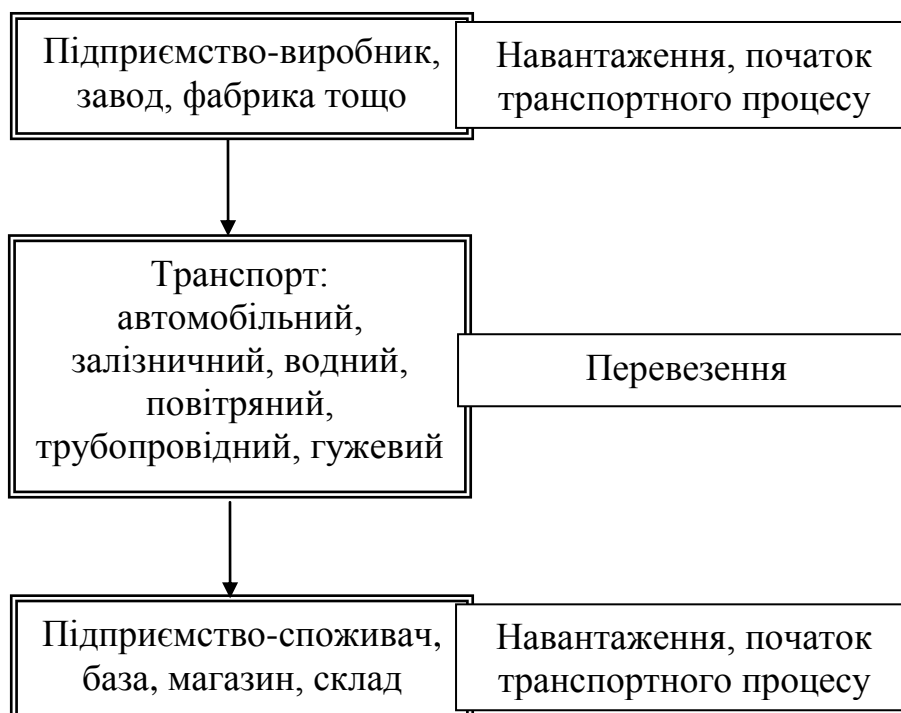 Підприємство-виробник,
завод, фабрика тощо
Навантаження, початок
транспортного процесу
Транспорт:
автомобільний,
залізничний, водний,
повітряний,
трубопровідний, гужевий
Перевезення
Підприємство-споживач,
база, магазин, склад
Навантаження, початок
транспортного процесу